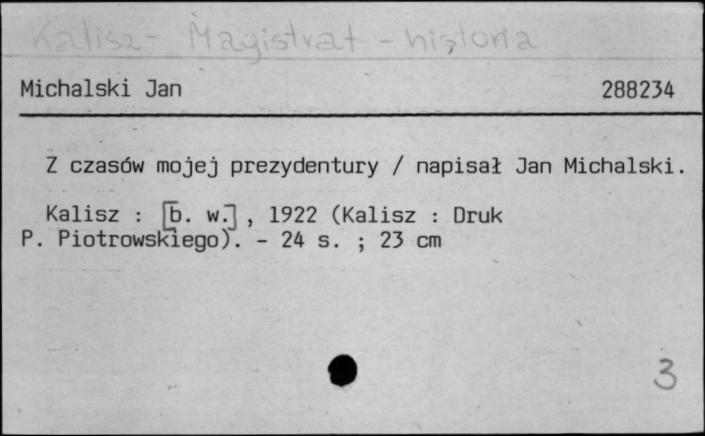 Kalisz - Magistrat - historia
Michalski Jan 288234
Z czasów mojej prezydentury / napisał Jan Michalski.
Kalisz : [b. w.] , 1922 (Kalisz : Druk
P. Piotrowskiego). - 24 s. ; 23 cm
3